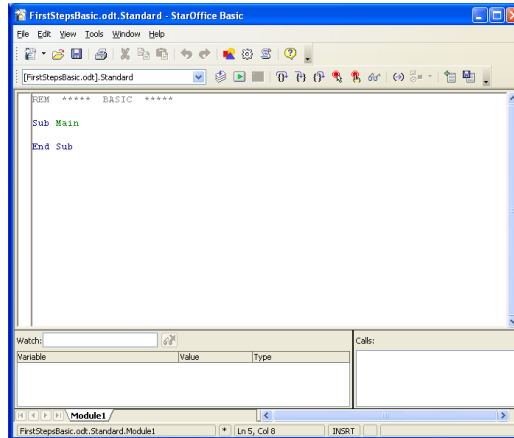 FirstStepsBasic.odt.Standard - StarOffice Basic
File Edit View Tools Window Help
[FirstStepsBasic.odt].Standard
REM ***** BASIC *****
Sub Main
End Sub
Watch:
Calls:
Variable Value Type
Module1
FirstStepsBasic.odt.Standard.Module1 * Ln 5, Col 8 INSRT